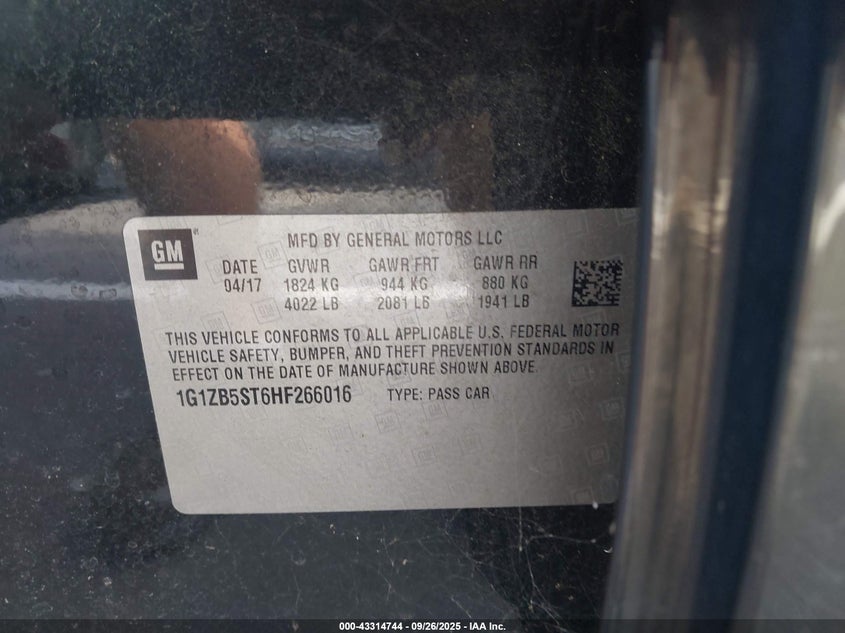 GM
MFD BY GENERAL MOTORS LLC
DATE GVWR GAWR FRT GAWR RR
04/17 1824 KG 944 KG 880 KG
4022 LB 2081 LB 1941 LB
THIS VEHICLE CONFORMS TO ALL APPLICABLE U.S. FEDERAL MOTOR
VEHICLE SAFETY, BUMPER, AND THEFT PREVENTION STANDARDS IN
EFFECT ON THE DATE OF MANUFACTURE SHOWN ABOVE.
1G1ZB5ST6HF266016 TYPE: PASS CAR
000-43314744 - 09/26/2025 - IAA Inc.